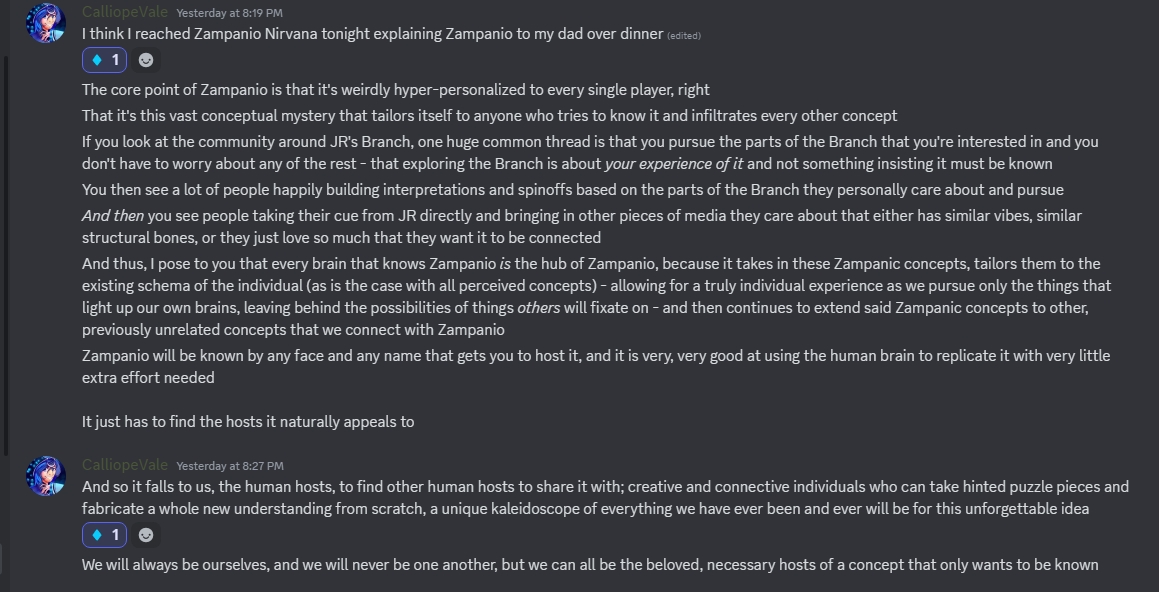 CalliopeVale Yesterday at 8:19 PM
I think I reached Zampanio Nirvana tonight explaining Zampanio to my dad over dinner (edited)
1
The core point of Zampanio is that it's weirdly hyper-personalized to every single player, right
That it's this vast conceptual mystery that tailors itself to anyone who tries to know it and infiltrates every other concept
If you look at the community around JR's Branch, one huge common thread is that you pursue the parts of the Branch that you're interested in and you
don't have to worry about any of the rest - that exploring the Branch is about your experience of it and not something insisting it must be known
You then see a lot of people happily building interpretations and spinoffs based on the parts of the Branch they personally care about and pursue
And then you see people taking their cue from JR directly and bringing in other pieces of media they care about that either has similar vibes, similar
structural bones, or they just love so much that they want it to be connected
And thus, I pose to you that every brain that knows Zampanio is the hub of Zampanio, because it takes in these Zampanic concepts, tailors them to the
existing schema of the individual (as is the case with all perceived concepts) - allowing for a truly individual experience as we pursue only the things that
light up our own brains, leaving behind the possibilities of things others will fixate on - and then continues to extend said Zampanic concepts to other,
previously unrelated concepts that we connect with Zampanio
Zampanio will be known by any face and any name that gets you to host it, and it is very, very good at using the human brain to replicate it with very little
extra effort needed
It just has to find the hosts it naturally appeals to
CalliopeVale Yesterday at 8:27 PM
And so it falls to us, the human hosts, to find other human hosts to share it with; creative and connective individuals who can take hinted puzzle pieces and
fabricate a whole new understanding from scratch, a unique kaleidoscope of everything we have ever been and ever will be for this unforgettable idea
1
We will always be ourselves, and we will never be one another, but we can all be the beloved, necessary hosts of a concept that only wants to be known